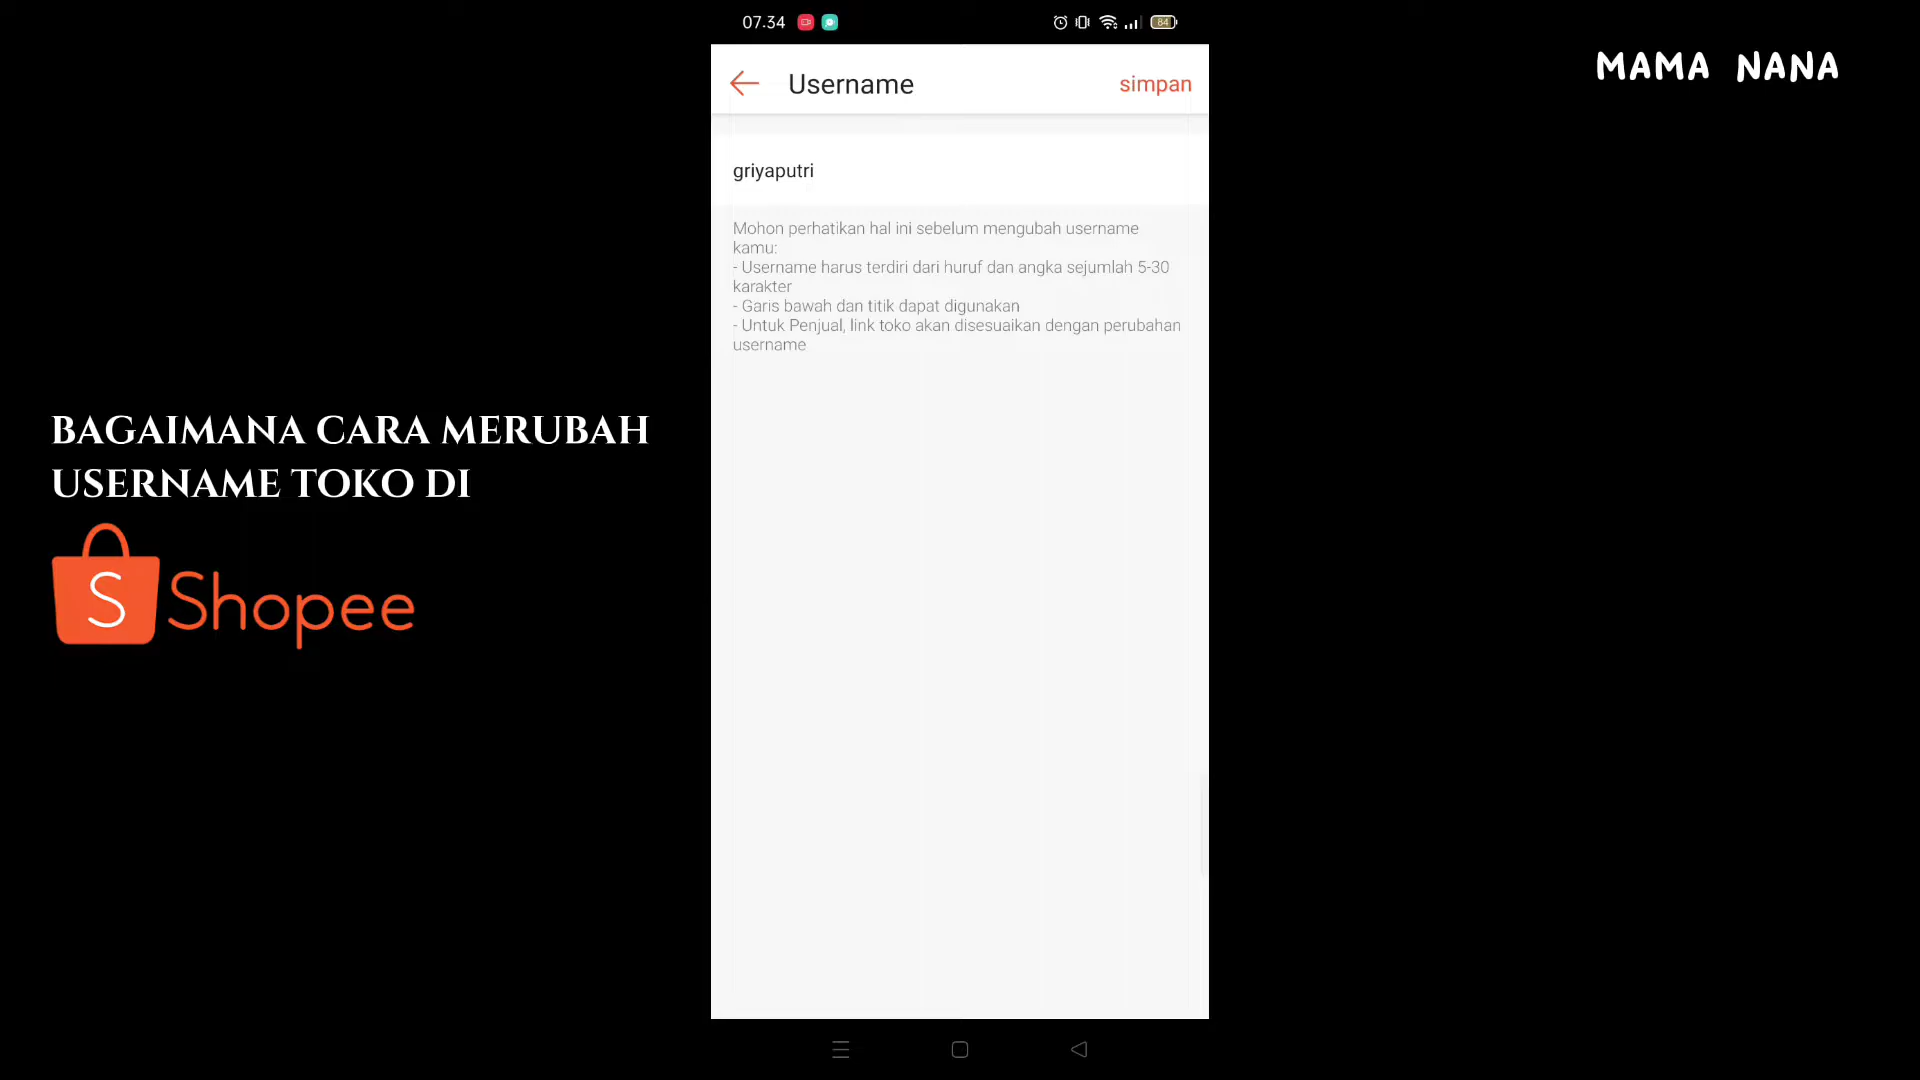 07.34
84
MAMA NANA
Username
simpan
griyaputri
Mohon perhatikan hal ini sebelum mengubah username
kamu:
- Username harus terdiri dari huruf dan angka sejumlah 5-30
karakter
- Garis bawah dan titik dapat digunakan
- Untuk Penjual, link toko akan disesuaikan dengan perubahan
username
BAGAIMANA CARA MERUBAH
USERNAME TOKO DI
S Shopee